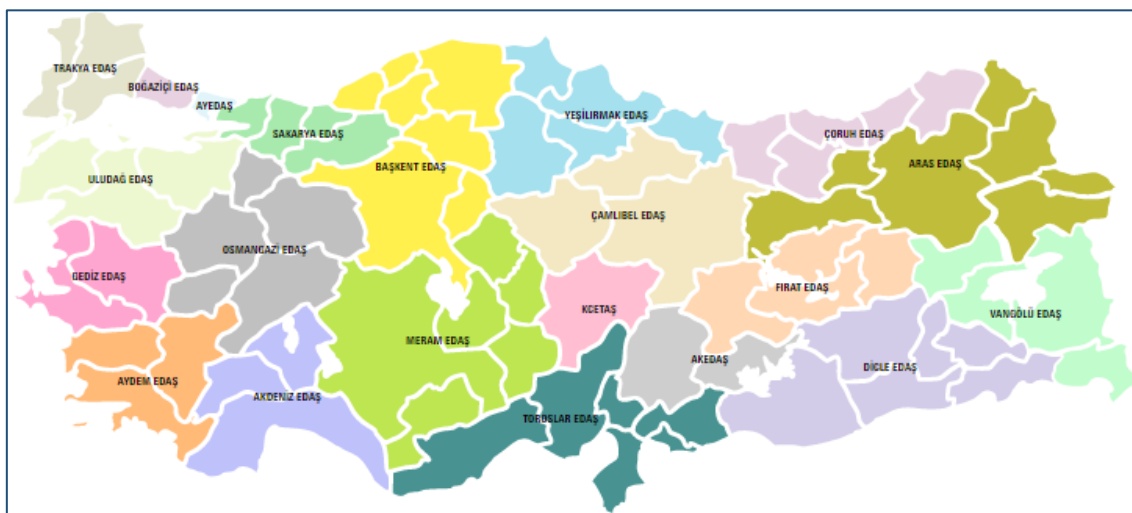 TRAKYA EDAŞ
BOĞAZİÇİ EDAŞ
AYEDAŞ
SAKARYA EDAŞ
YEŞİLIRMAK EDAŞ
ÇORUH EDAŞ
BAŞKENT EDAŞ
ARAS EDAŞ
ULUDAĞ EDAŞ
ÇAMLIBEL EDAŞ
OSMANGAZİ EDAŞ
GEDİZ EDAŞ
FIRAT EDAŞ
KCETAŞ
VANGÖLÜ EDAŞ
MERAM EDAŞ
AKEDAŞ
DİCLE EDAŞ
AYDEM EDAŞ
AKDENİZ EDAŞ
TOROSLAR EDAŞ